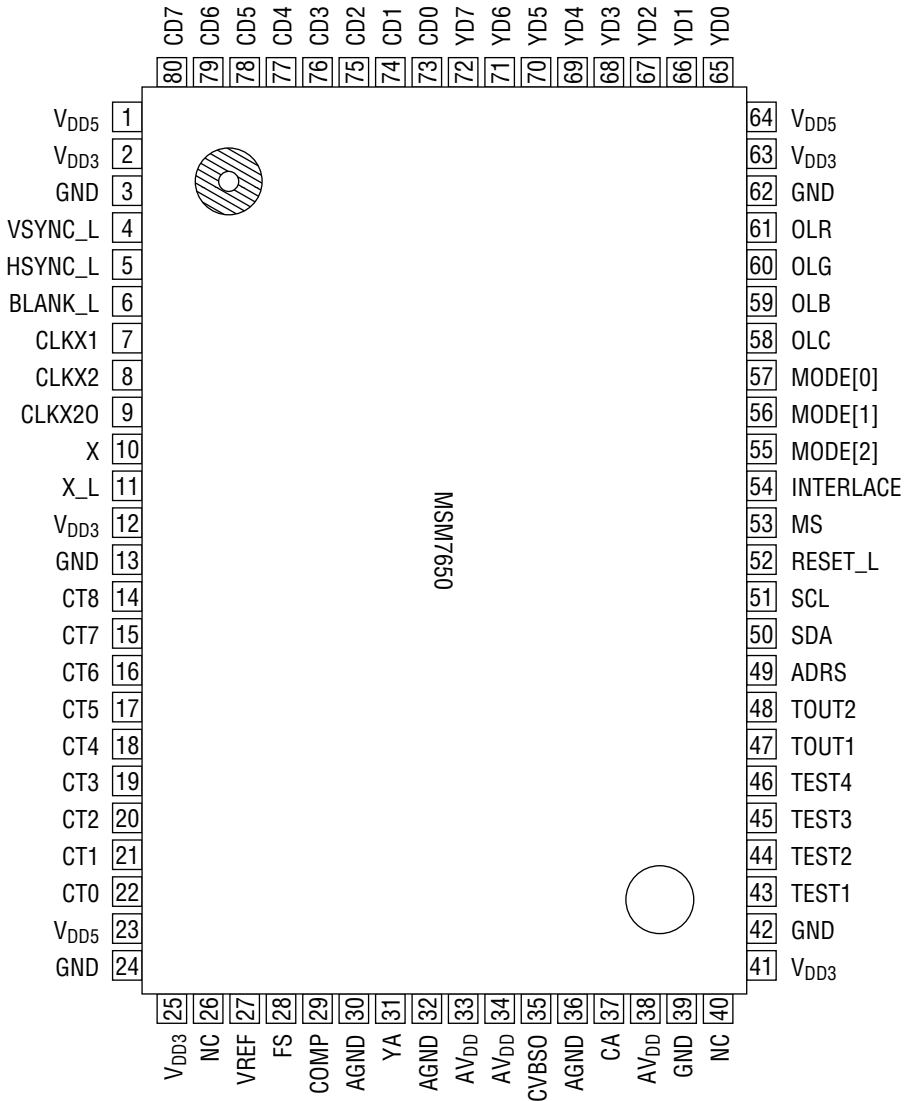 CD7 CD6 CD5 CD4 CD3 CD2 CD1 CD0 YD7 YD6 YD5 YD4 YD3 YD2 YD1 YD0
80 79 78 77 76 75 74 73 72 71 70 69 68 67 66 65
VDD5 1 64 VDD5
VDD3 2 63 VDD3
GND 3 62 GND
VSYNC_L 4 61 OLR
HSYNC_L 5 60 OLG
BLANK_L 6 59 OLB
CLKX1 7 58 OLC
CLKX2 8 57 MODE[0]
CLKX2O 9 56 MODE[1]
X 10 55 MODE[2]
X_L 11 54 INTERLACE
VDD3 12 53 MS
GND 13 52 RESET_L
CT8 14 51 SCL
CT7 15 50 SDA
CT6 16 49 ADRS
CT5 17 48 TOUT2
CT4 18 47 TOUT1
CT3 19 46 TEST4
CT2 20 45 TEST3
CT1 21 44 TEST2
CT0 22 43 TEST1
VDD5 23 42 GND
GND 24 41 VDD3
MSM7650
25 26 27 28 29 30 31 32 33 34 35 36 37 38 39 40
VDD3 NC VREF FS COMP AGND YA AGND AVDD AVDD CVBSO AGND CA AVDD GND NC